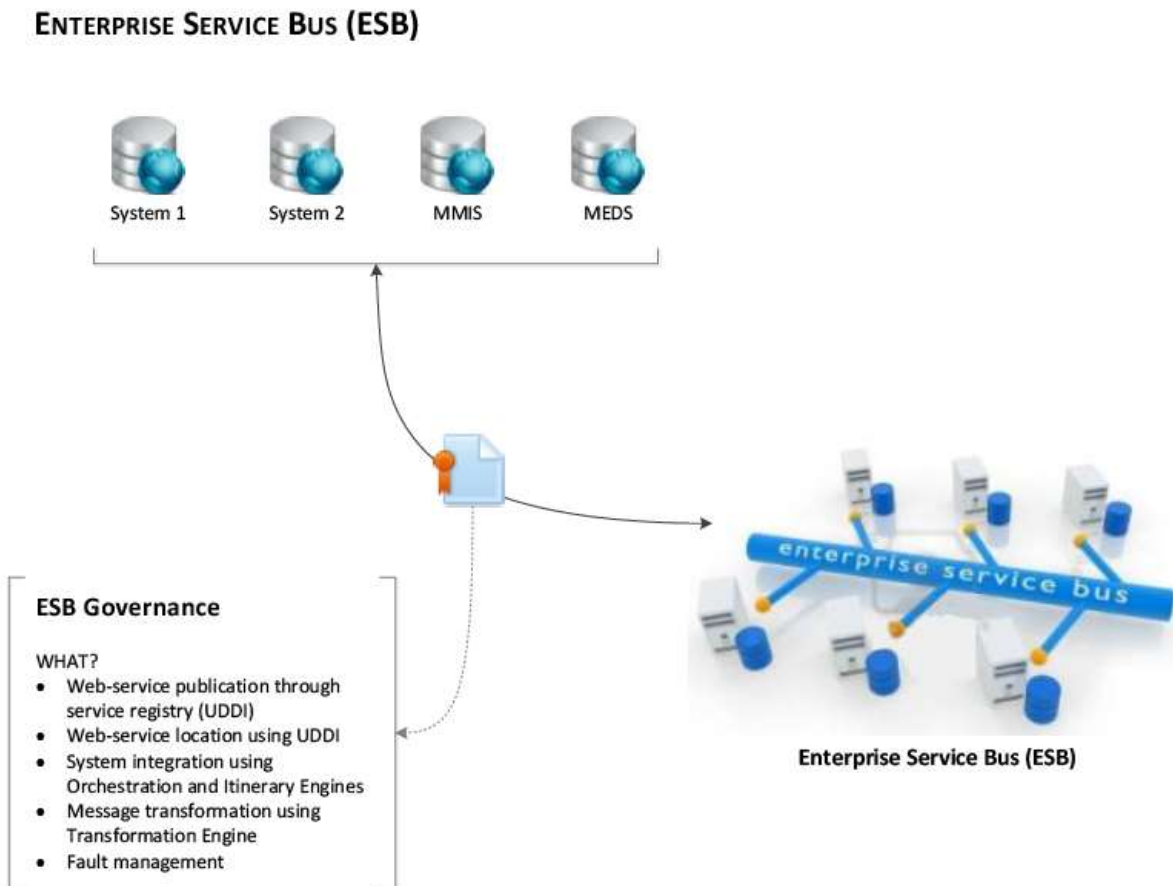 ENTERPRISE SERVICE BUS (ESB)
System 1
System 2
MMIS
MEDS
enterprise service bus
ESB Governance
WHAT?
• Web-service publication through
service registry (UDDI)
• Web-service location using UDDI
• System integration using
Orchestration and Itinerary Engines
• Message transformation using
Transformation Engine
• Fault management
Enterprise Service Bus (ESB)